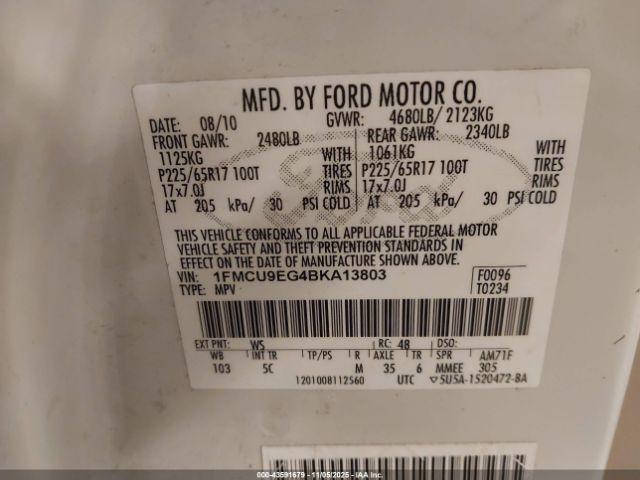 MFD. BY FORD MOTOR CO.
DATE: 08/10 GVWR: 4680LB/ 2123KG
FRONT GAWR: 2480LB REAR GAWR: 2340LB
1125KG WITH 1061KG WITH
P225/65R17 100T TIRES P225/65R17 100T TIRES
17x7.0J RIMS 17x7.0J RIMS
AT 205 kPa/ 30 PSI COLD AT 205 kPa/ 30 PSI COLD
Ford
THIS VEHICLE CONFORMS TO ALL APPLICABLE FEDERAL MOTOR
VEHICLE SAFETY AND THEFT PREVENTION STANDARDS IN
EFFECT ON THE DATE OF MANUFACTURE SHOWN ABOVE.
VIN: 1FMCU9EG4BKA13803 F0096
TYPE: MPV T0234
EXT PNT: WS RC: 48 DSO:
WB INT TR TP/PS R AXLE TR SPR AM71F
103 5C M 35 6 MMEE 305
1201008112560 UTC ▽5U5A-1520472-BA
000-43591679 - 11/05/2025 - IAAHQ